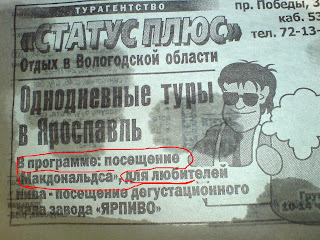 ТУРАГЕНТСТВО
«СТАТУС ПЛЮС»
Отдых в Вологодской области
пр. Победы, 3
каб. 53
тел. 72-13-
Однодневные туры
в Ярославль
В программе: посещение
Макдональдса", для любителей
пива - посещение дегустационного
зала завода «ЯРПИВО»